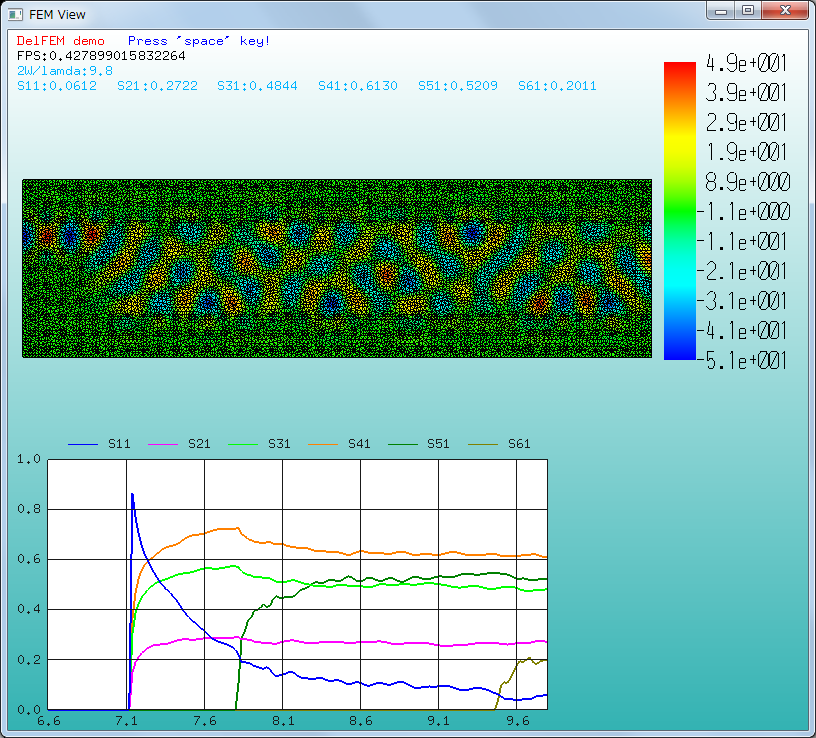 FEM View
DelFEM demo Press 'space' key!
FPS:0.427899015832264
2W/lamda:9.8
S11:0.0612 S21:0.2722 S31:0.4844 S41:0.6130 S51:0.5209 S61:0.2011
4.9e+001
3.9e+001
2.9e+001
1.9e+001
8.9e+000
-1.1e+000
-1.1e+001
-2.1e+001
-3.1e+001
-4.1e+001
-5.1e+001
S11 S21 S31 S41 S51 S61
1.0
0.8
0.6
0.4
0.2
0.0
6.6 7.1 7.6 8.1 8.6 9.1 9.6